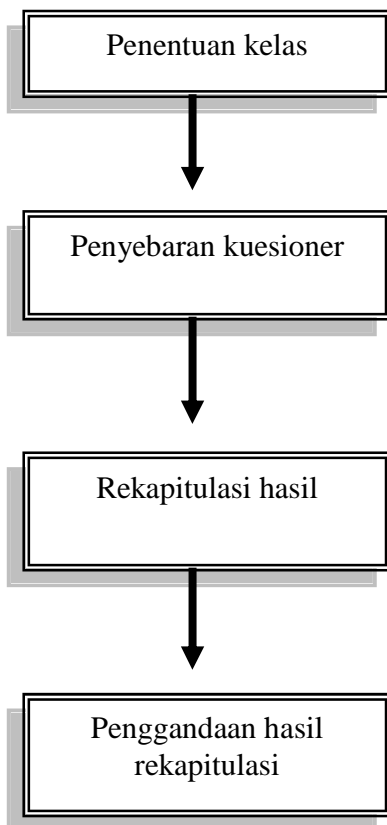 Penentuan kelas
Penyebaran kuesioner
Rekapitulasi hasil
Penggandaan hasil
rekapitulasi